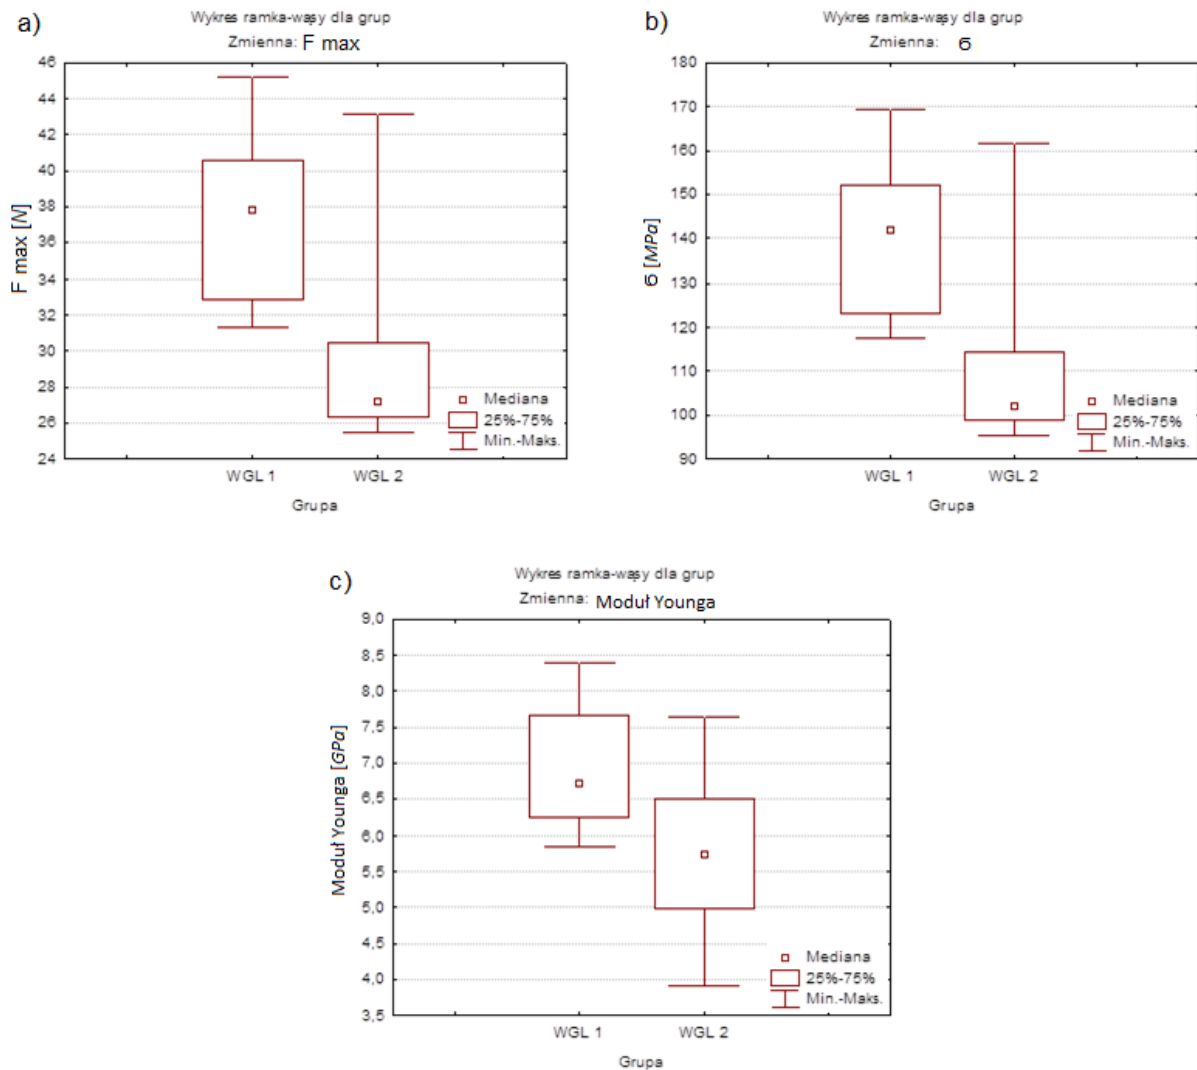 a)
Wykres ramka-wąsy dla grup
Zmienna: F max
46
44
42
40
38
36
34
32
30
28
26
24
F max [N]
Mediana
25%-75%
Min.-Maks.
WGL 1 WGL 2
Grupa
b)
Wykres ramka-wąsy dla grup
Zmienna: б
180
170
160
150
140
130
120
110
100
90
б [MPa]
Mediana
25%-75%
Min.-Maks.
WGL 1 WGL 2
Grupa
c)
Wykres ramka-wąsy dla grup
Zmienna: Moduł Younga
9,0
8,5
8,0
7,5
7,0
6,5
6,0
5,5
5,0
4,5
4,0
3,5
Moduł Younga [GPa]
Mediana
25%-75%
Min.-Maks.
WGL 1 WGL 2
Grupa